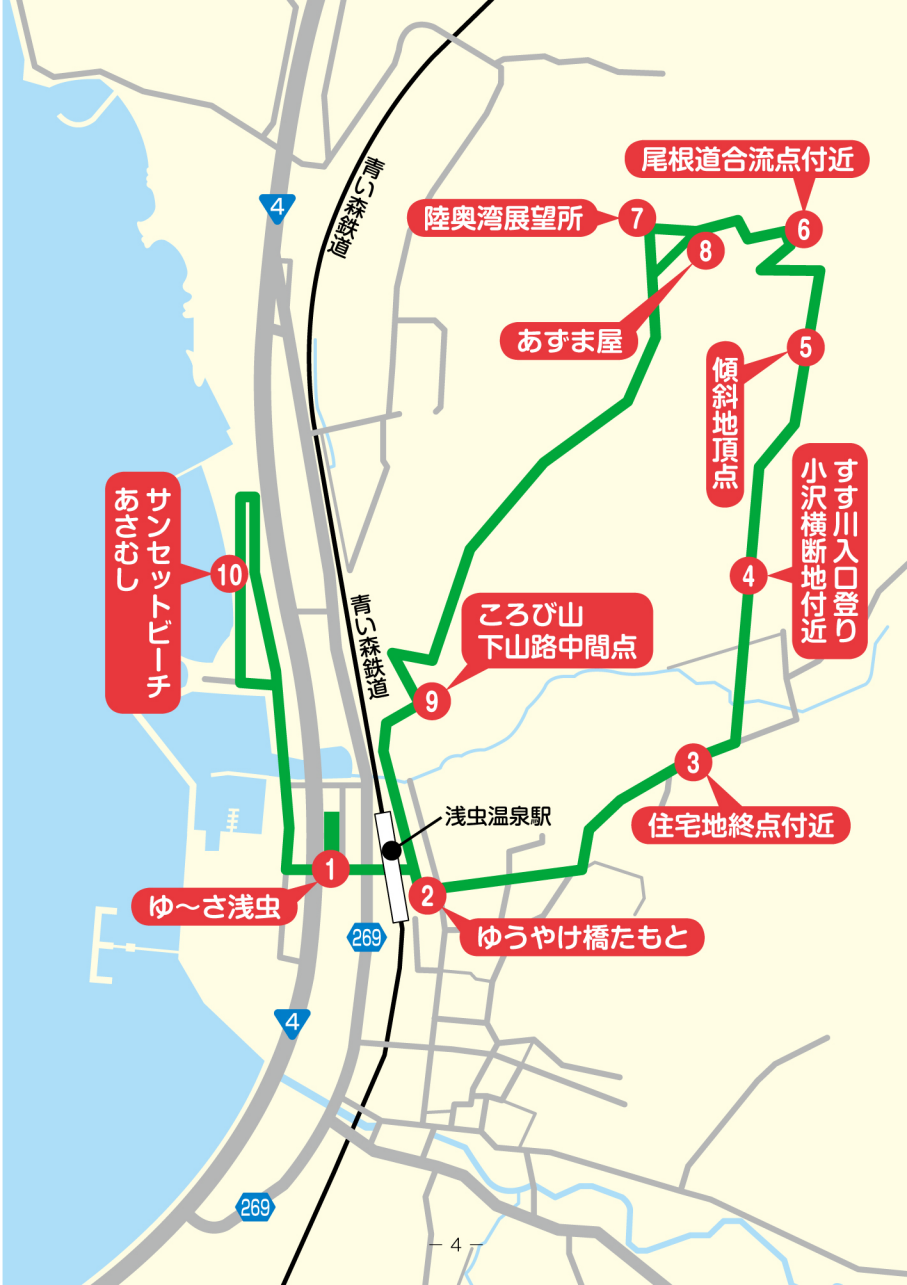 尾根道合流点付近
4
青い森鉄道
陸奥湾展望所
7
6
8
あずま屋
5
傾斜地頂点
すす川入口登り
小沢横断地付近
サンセットビーチ
あさむし
10
4
青い森鉄道
ころび山
下山路中間点
9
3
浅虫温泉駅
住宅地終点付近
1
2
ゆ～さ浅虫
ゆうやけ橋たもと
269
4
269
− 4 −